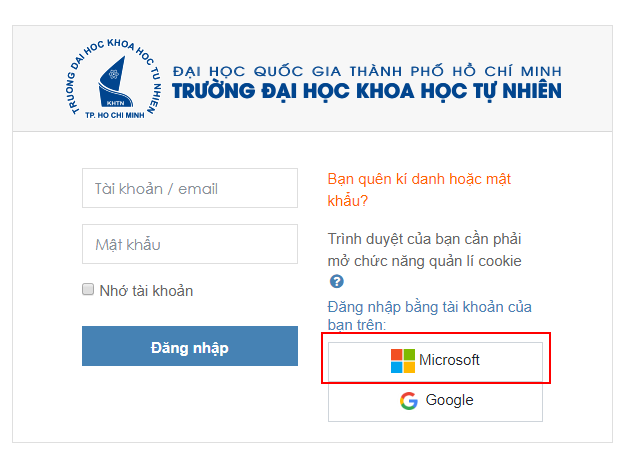 TRƯỜNG ĐẠI HỌC KHOA HỌC TỰ NHIÊN
KHTN
TP. HỒ CHÍ MINH
ĐẠI HỌC QUỐC GIA THÀNH PHỐ HỒ CHÍ MINH
TRƯỜNG ĐẠI HỌC KHOA HỌC TỰ NHIÊN
Tài khoản / email
Mật khẩu
Nhớ tài khoản
Đăng nhập
Bạn quên kí danh hoặc mật
khẩu?
Trình duyệt của bạn cần phải
mở chức năng quản lí cookie
?
Đăng nhập bằng tài khoản của
bạn trên:
Microsoft
Google